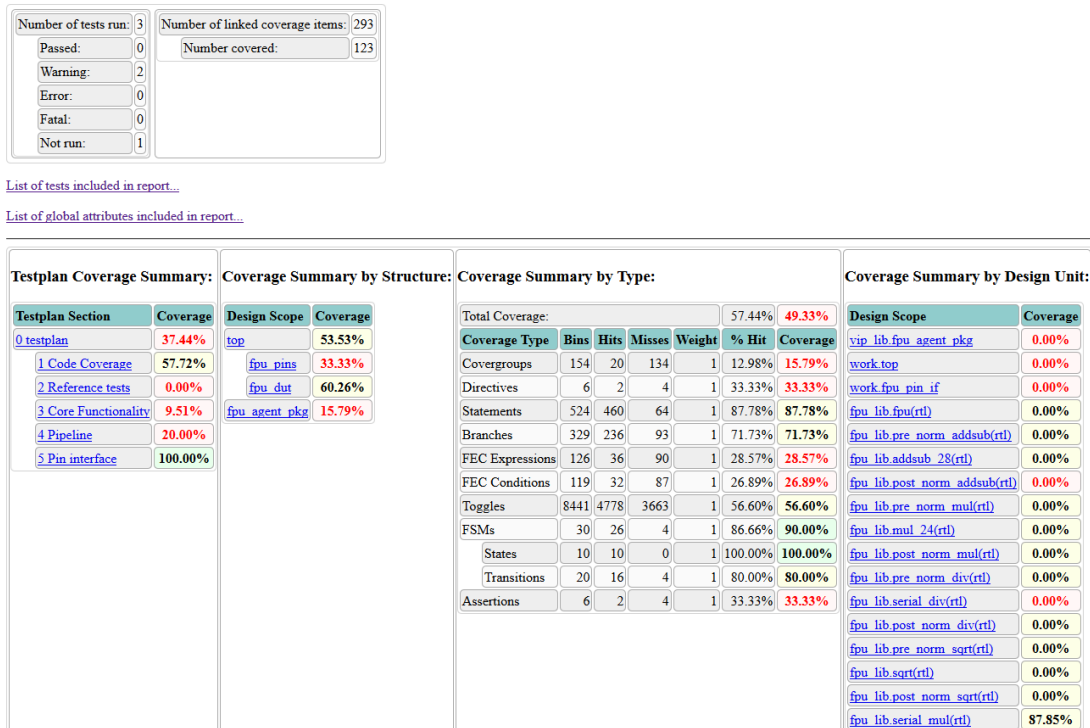 Number of tests run: 3
Passed: 0
Warning: 2
Error: 0
Fatal: 0
Not run: 1
Number of linked coverage items: 293
Number covered: 123
List of tests included in report...
List of global attributes included in report...
Testplan Coverage Summary:
Testplan Section Coverage
0 testplan 37.44%
1 Code Coverage 57.72%
2 Reference tests 0.00%
3 Core Functionality 9.51%
4 Pipeline 20.00%
5 Pin interface 100.00%
Coverage Summary by Structure:
Design Scope Coverage
top 53.53%
fpu_pins 33.33%
fpu_dut 60.26%
fpu_agent_pkg 15.79%
Coverage Summary by Type:
Total Coverage: 57.44% 49.33%
Coverage Type Bins Hits Misses Weight % Hit Coverage
Covergroups 154 20 134 1 12.98% 15.79%
Directives 6 2 4 1 33.33% 33.33%
Statements 524 460 64 1 87.78% 87.78%
Branches 329 236 93 1 71.73% 71.73%
FEC Expressions 126 36 90 1 28.57% 28.57%
FEC Conditions 119 32 87 1 26.89% 26.89%
Toggles 8441 4778 3663 1 56.60% 56.60%
FSMs 30 26 4 1 86.66% 90.00%
States 10 10 0 1 100.00% 100.00%
Transitions 20 16 4 1 80.00% 80.00%
Assertions 6 2 4 1 33.33% 33.33%
Coverage Summary by Design Unit:
Design Scope Coverage
vip_lib.fpu_agent_pkg 0.00%
work.top 0.00%
work.fpu_pin_if 0.00%
fpu_lib.fpu(rtl) 0.00%
fpu_lib.pre_norm_addsub(rtl) 0.00%
fpu_lib.addsub_28(rtl) 0.00%
fpu_lib.post_norm_addsub(rtl) 0.00%
fpu_lib.pre_norm_mul(rtl) 0.00%
fpu_lib.mul_24(rtl) 0.00%
fpu_lib.post_norm_mul(rtl) 0.00%
fpu_lib.pre_norm_div(rtl) 0.00%
fpu_lib.serial_div(rtl) 0.00%
fpu_lib.post_norm_div(rtl) 0.00%
fpu_lib.pre_norm_sqrt(rtl) 0.00%
fpu_lib.sqrt(rtl) 0.00%
fpu_lib.post_norm_sqrt(rtl) 0.00%
fpu_lib.serial_mul(rtl) 87.85%